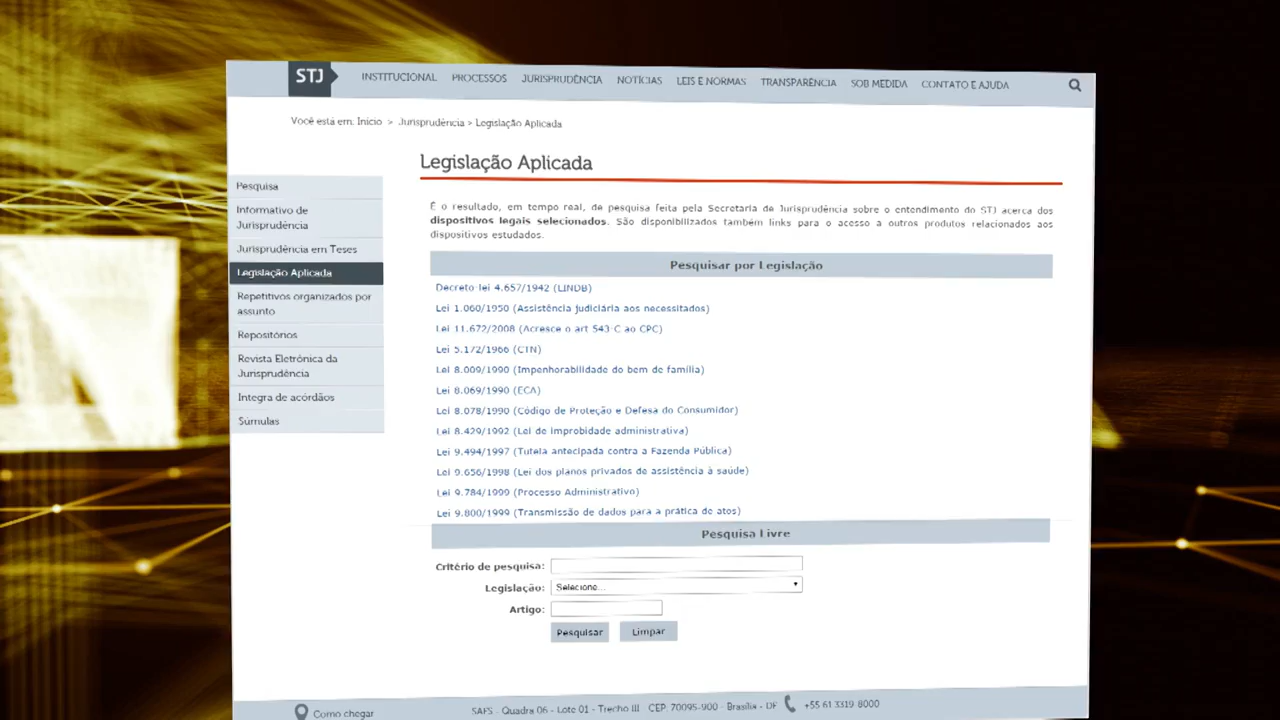 STJ
INSTITUCIONAL PROCESSOS JURISPRUDÊNCIA NOTÍCIAS LEIS E NORMAS TRANSPARÊNCIA SOB MEDIDA CONTATO E AJUDA
Você está em: Início > Jurisprudência > Legislação Aplicada
Legislação Aplicada
Pesquisa
Informativo de
Jurisprudência
Jurisprudência em Teses
Legislação Aplicada
Repetitivos organizados por
assunto
Repositórios
Revista Eletrônica da
Jurisprudência
Íntegra de acórdãos
Súmulas
É o resultado, em tempo real, de pesquisa feita pela Secretaria de Jurisprudência sobre o entendimento do STJ acerca dos
dispositivos legais selecionados. São disponibilizados também links para o acesso a outros produtos relacionados aos
dispositivos estudados.
Pesquisar por Legislação
Decreto-lei 4.657/1942 (LINDB)
Lei 1.060/1950 (Assistência judiciária aos necessitados)
Lei 11.672/2008 (Acresce o art 543-C ao CPC)
Lei 5.172/1966 (CTN)
Lei 8.009/1990 (Impenhorabilidade do bem de família)
Lei 8.069/1990 (ECA)
Lei 8.078/1990 (Código de Proteção e Defesa do Consumidor)
Lei 8.429/1992 (Lei de improbidade administrativa)
Lei 9.494/1997 (Tutela antecipada contra a Fazenda Pública)
Lei 9.656/1998 (Lei dos planos privados de assistência à saúde)
Lei 9.784/1999 (Processo Administrativo)
Lei 9.800/1999 (Transmissão de dados para a prática de atos)
Pesquisa Livre
Critério de pesquisa:
Legislação: Selecione...
Artigo:
Pesquisar Limpar
Como chegar
SAFS - Quadra 06 - Lote 01 - Trecho III CEP: 70095-900 - Brasília - DF +55 61 3319 8000